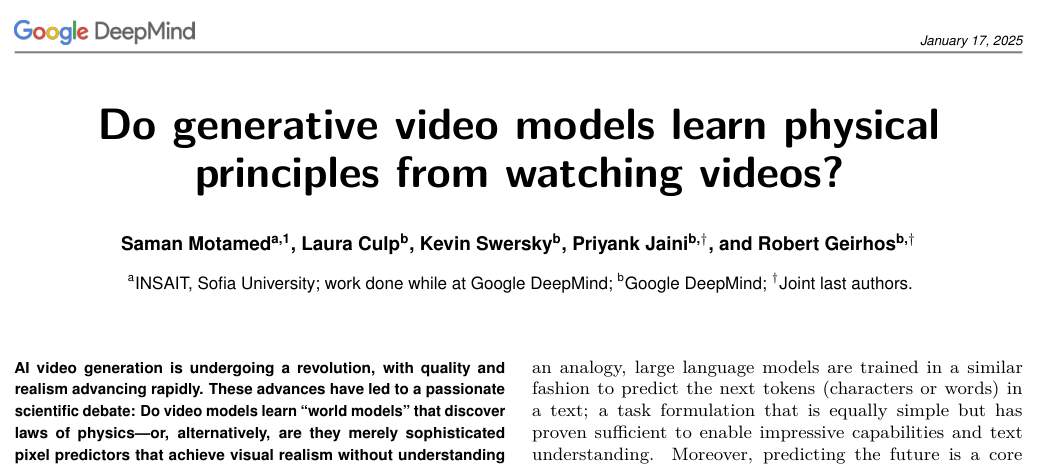 Google DeepMind
January 17, 2025
Do generative video models learn physical
principles from watching videos?
Saman Motamed^a,1, Laura Culp^b, Kevin Swersky^b, Priyank Jaini^b,†, and Robert Geirhos^b,†
^aINSAIT, Sofia University; work done while at Google DeepMind; ^bGoogle DeepMind; ^†Joint last authors.
AI video generation is undergoing a revolution, with quality and
realism advancing rapidly. These advances have led to a passionate
scientific debate: Do video models learn “world models” that discover
laws of physics—or, alternatively, are they merely sophisticated
pixel predictors that achieve visual realism without understanding
an analogy, large language models are trained in a similar
fashion to predict the next tokens (characters or words) in
a text; a task formulation that is equally simple but has
proven sufficient to enable impressive capabilities and text
understanding. Moreover, predicting the future is a core